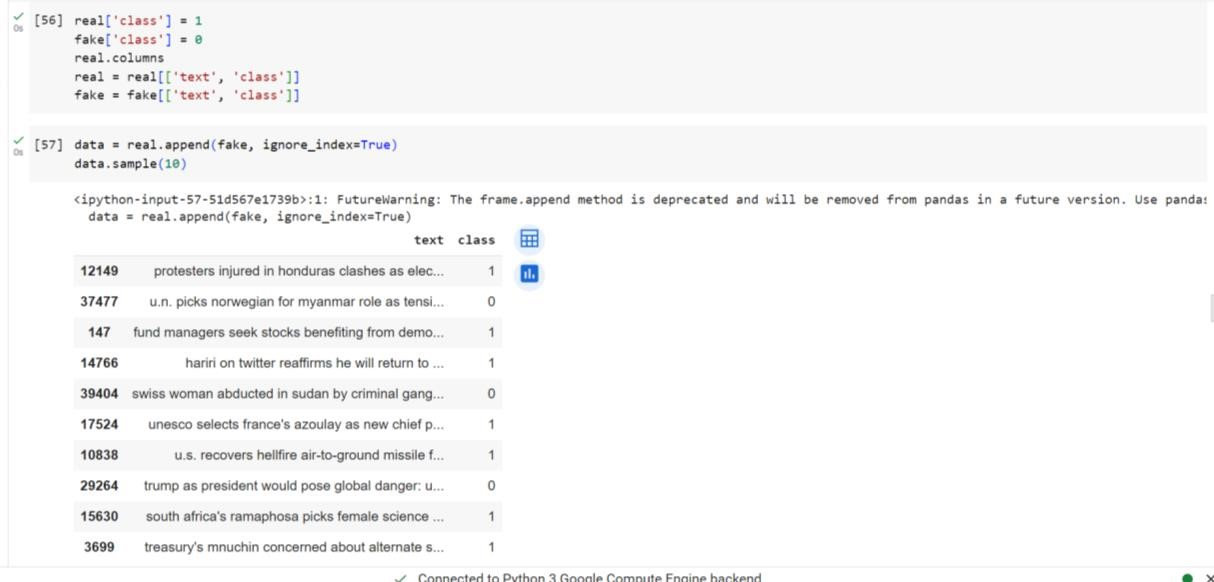 [56] real['class'] = 1
fake['class'] = 0
real.columns
real = real[['text', 'class']]
fake = fake[['text', 'class']]
0s
[57] data = real.append(fake, ignore_index=True)
data.sample(10)
0s
<ipython-input-57-51d567e1739b>:1: FutureWarning: The frame.append method is deprecated and will be removed from pandas in a future version. Use pandas
data = real.append(fake, ignore_index=True)
text class
12149 protesters injured in honduras clashes as elec... 1
37477 u.n. picks norwegian for myanmar role as tensi... 0
147 fund managers seek stocks benefiting from demo... 1
14766 hariri on twitter reaffirms he will return to ... 1
39404 swiss woman abducted in sudan by criminal gang... 0
17524 unesco selects france's azoulay as new chief p... 1
10838 u.s. recovers hellfire air-to-ground missile f... 1
29264 trump as president would pose global danger: u... 0
15630 south africa's ramaphosa picks female science ... 1
3699 treasury's mnuchin concerned about alternate s... 1
Connected to Python 3 Google Compute Engine backend